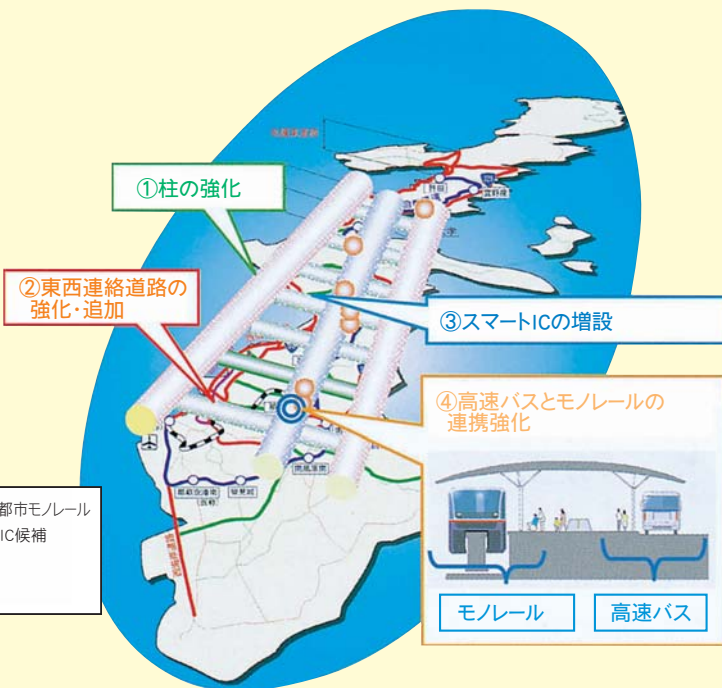 ①柱の強化
②東西連絡道路の
強化・追加
③スマートICの増設
④高速バスとモノレールの
連携強化
モノレール
高速バス
都市モノレール
IC候補
宜野座